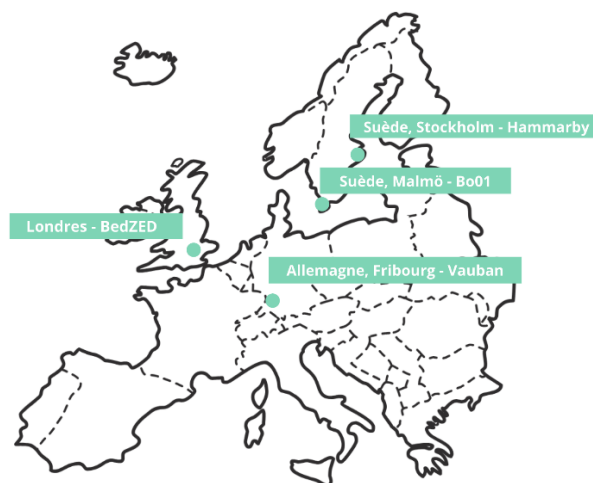 Suède, Stockholm - Hammarby
Suède, Malmö - Bo01
Londres - BedZED
Allemagne, Fribourg - Vauban